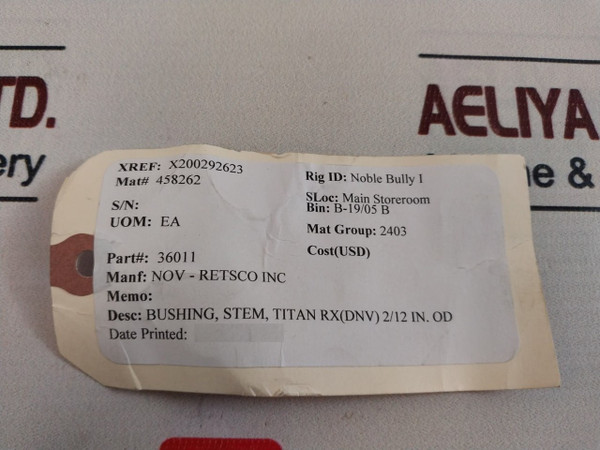 TD.
AELIYA
ery
ne &
XREF: X200292623
Mat# 458262
S/N:
UOM: EA
Part#: 36011
Manf: NOV - RETSCO INC
Memo:
Desc: BUSHING, STEM, TITAN RX(DNV) 2/12 IN. OD
Date Printed:
Rig ID: Noble Bully I
SLoc: Main Storeroom
Bin: B-19/05 B
Mat Group: 2403
Cost(USD)